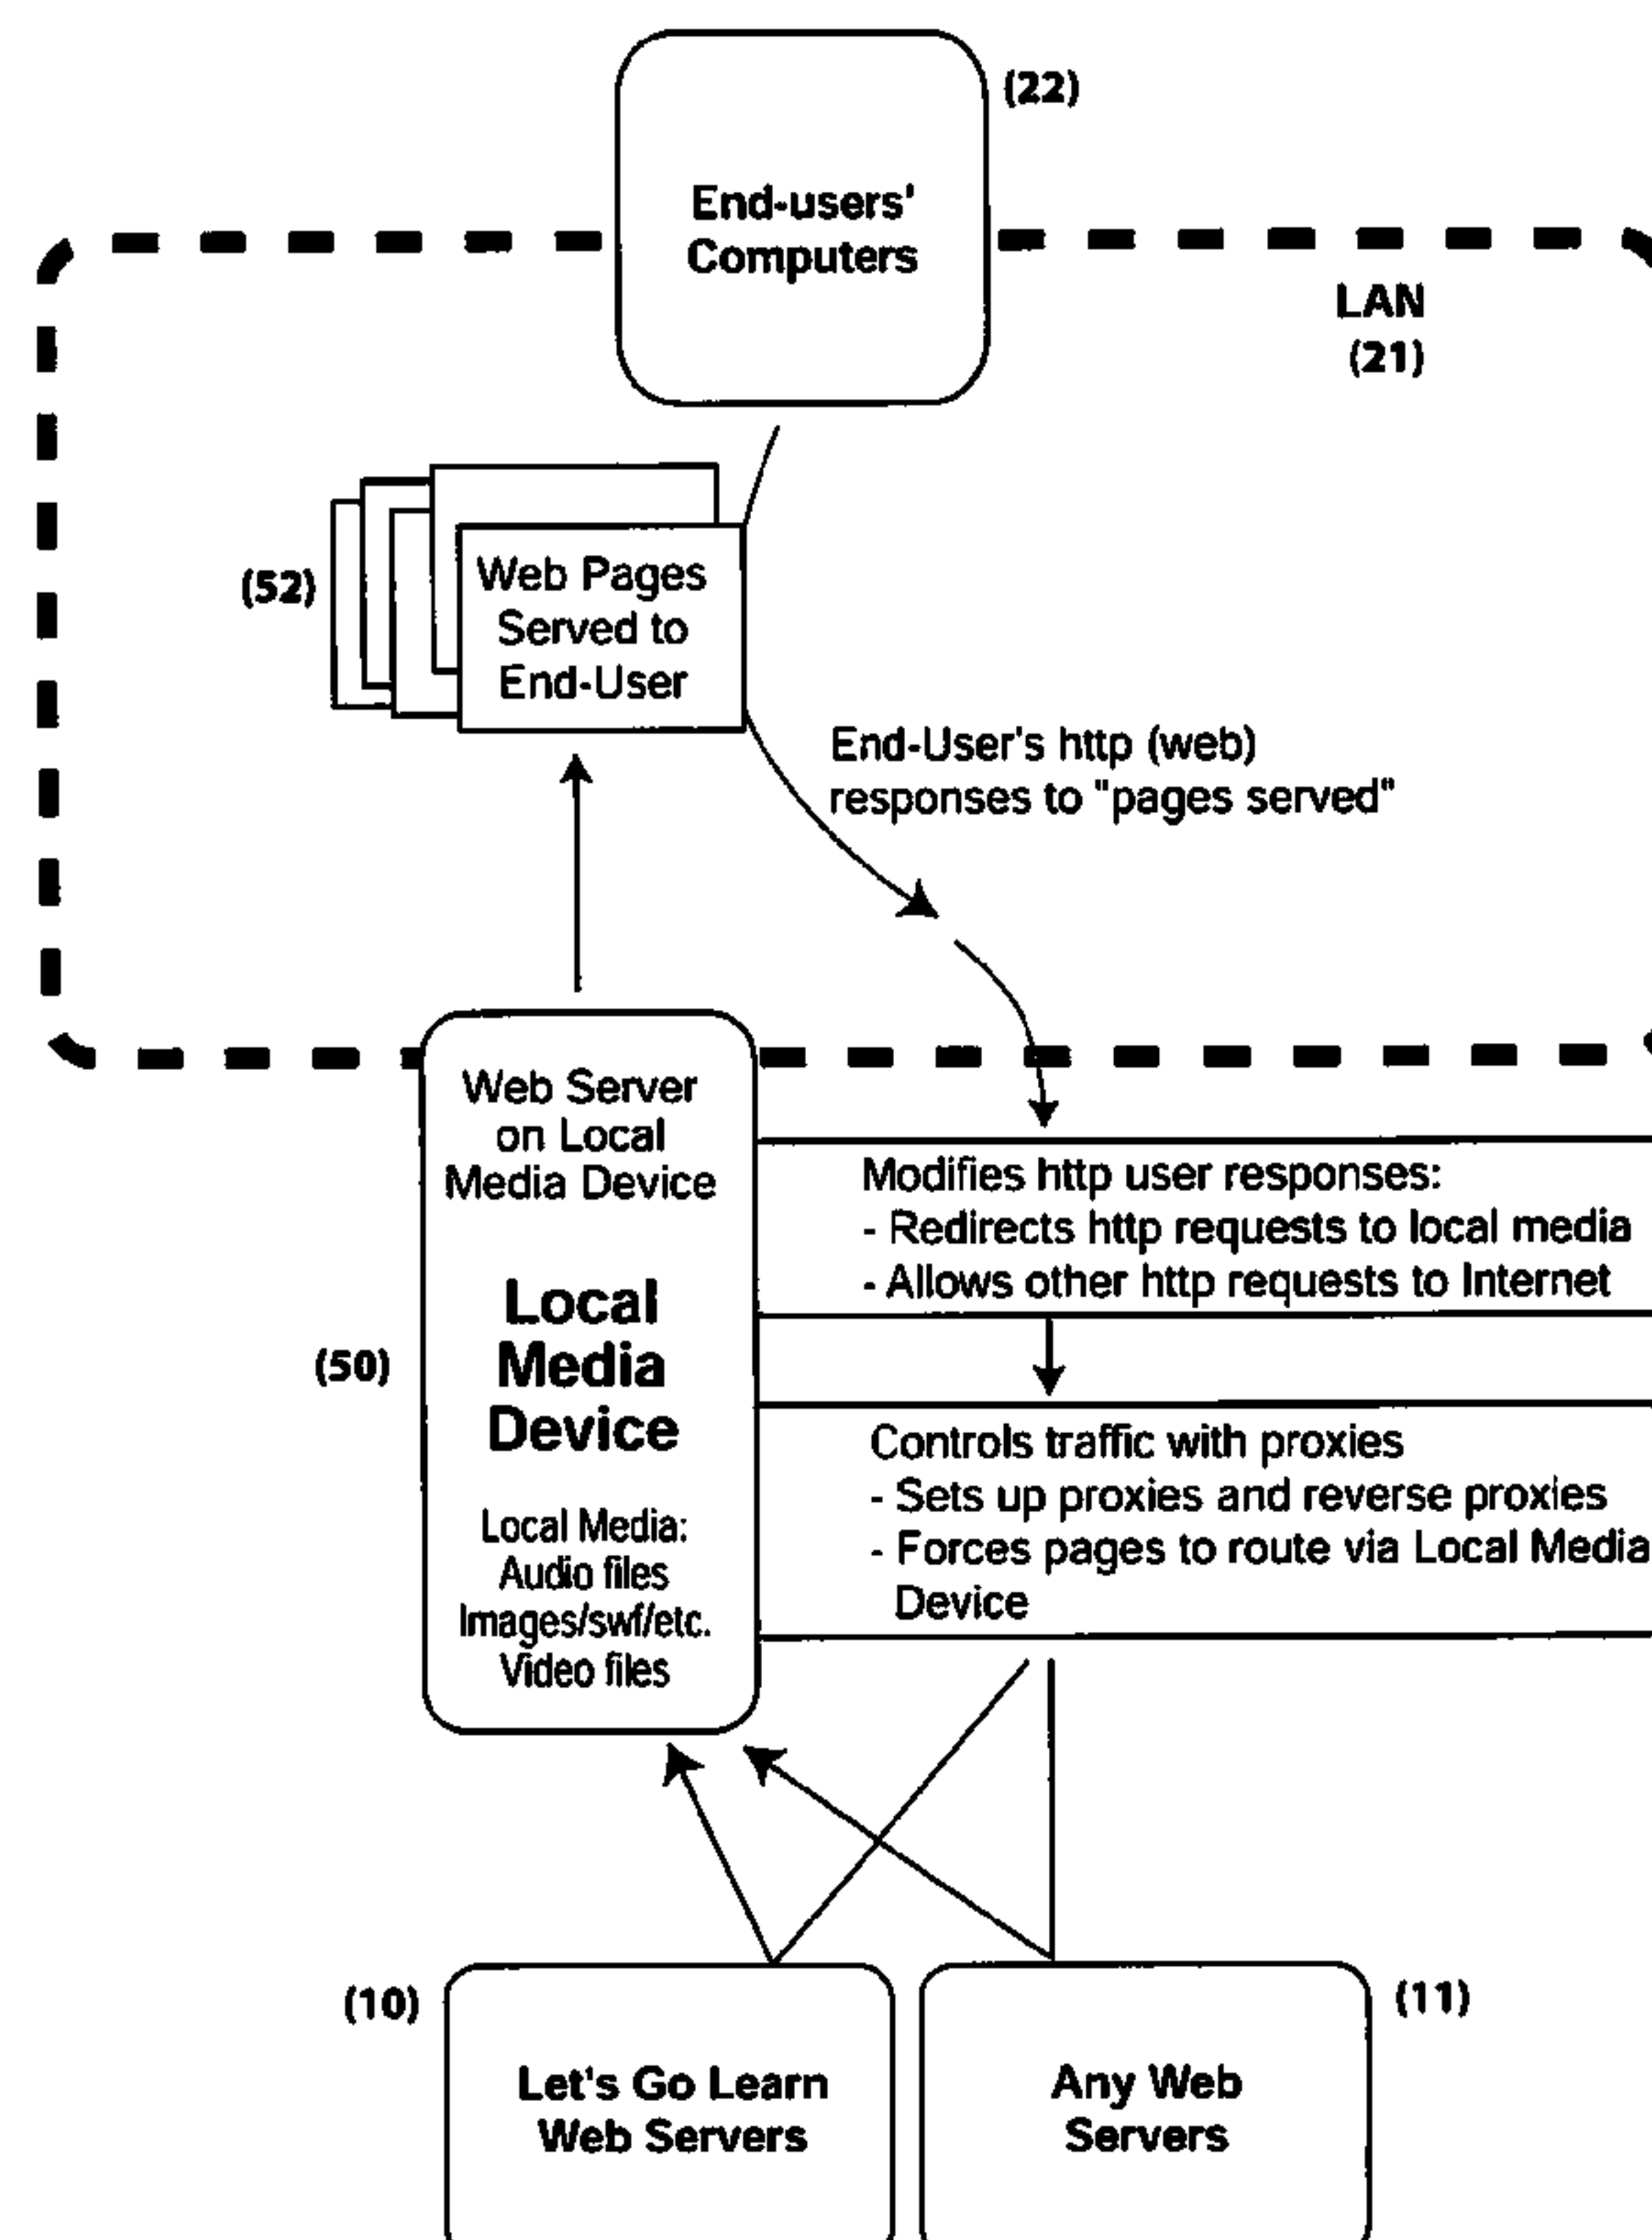 (22)
End-users'
Computers
LAN
(21)
(52)
Web Pages
Served to
End-User
End-User's http (web)
responses to "pages served"
Web Server
on Local
Media Device
Local
Media
Device
(50)
Local Media:
Audio files
Images/swf/etc.
Video files
Modifies http user responses:
- Redirects http requests to local media
- Allows other http requests to Internet
Controls traffic with proxies
- Sets up proxies and reverse proxies
- Forces pages to route via Local Media
Device
(10)
Let's Go Learn
Web Servers
(11)
Any Web
Servers